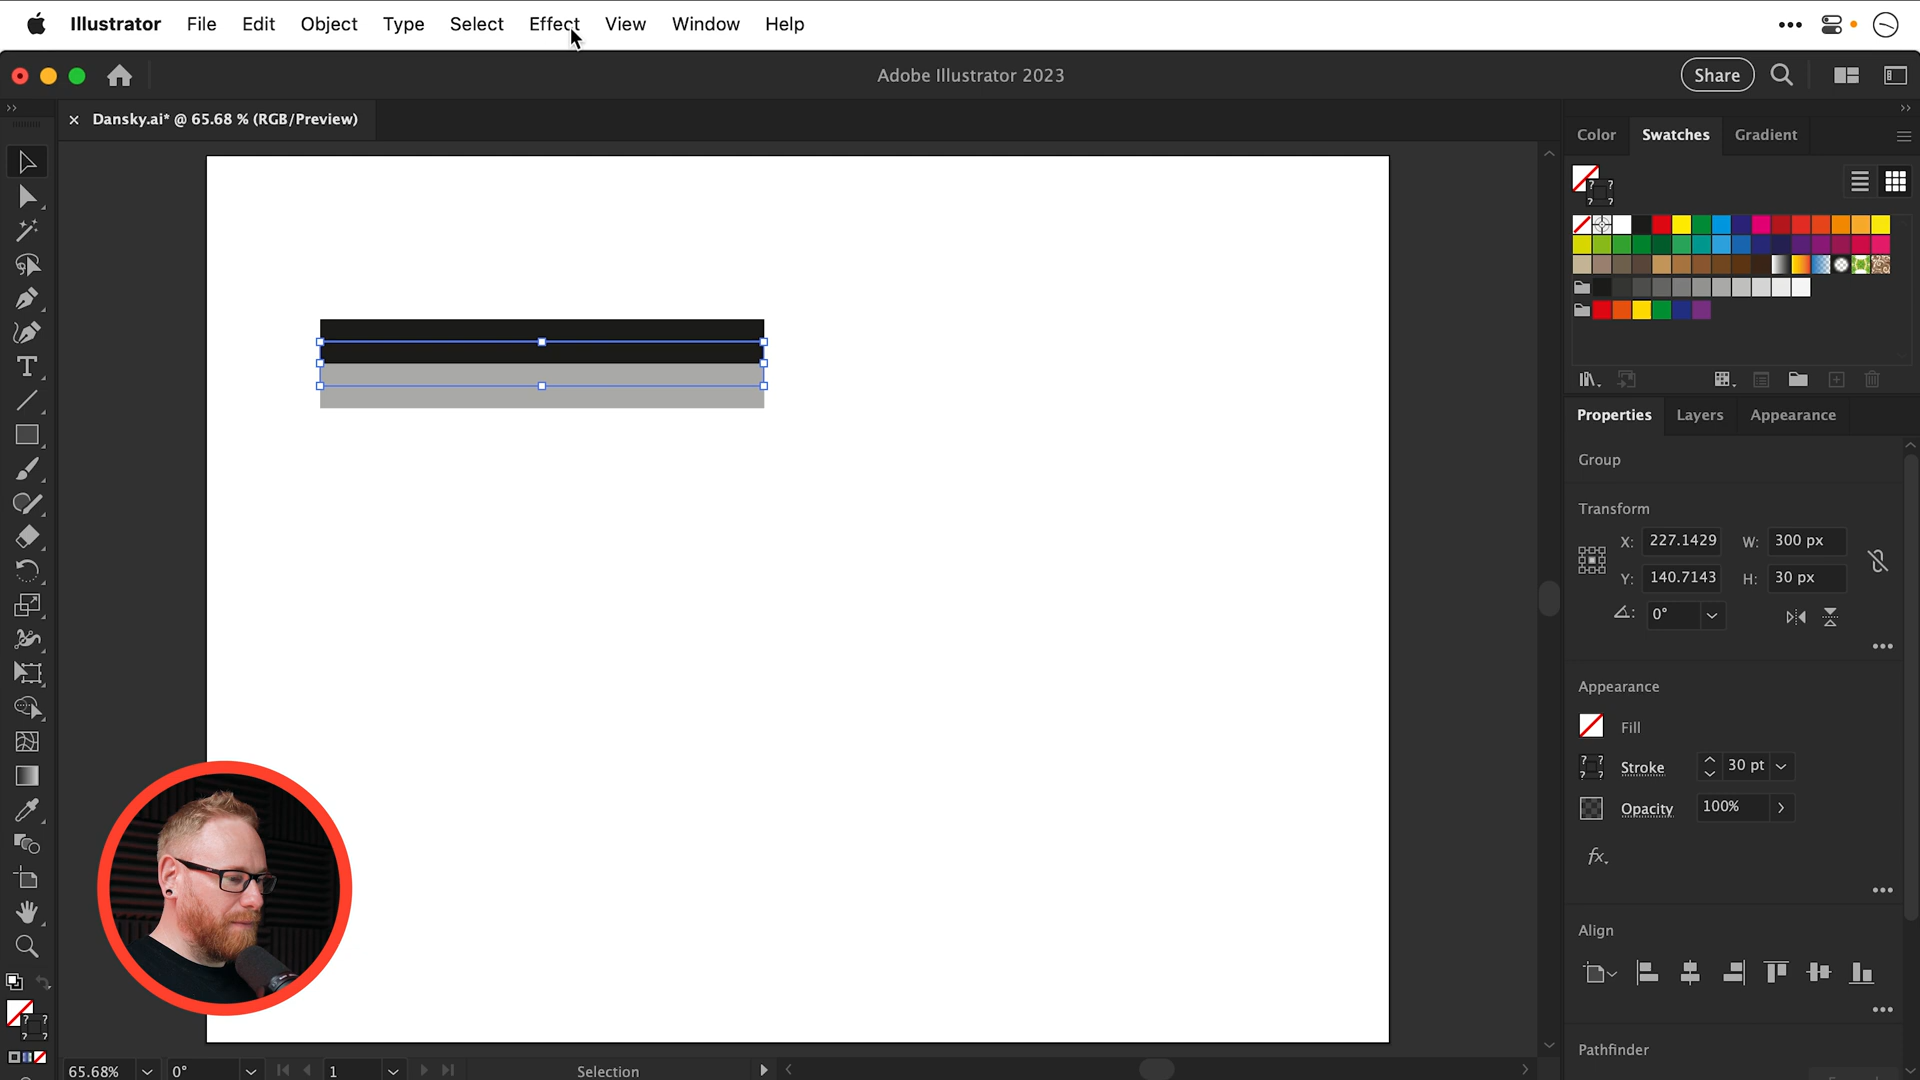 Illustrator File Edit Object Type Select Effect View Window Help
Adobe Illustrator 2023
Share
Dansky.ai* @ 65.68 % (RGB/Preview)
Color Swatches Gradient
Properties Layers Appearance
Group
Transform
X: 227.1429 W: 300 px
Y: 140.7143 H: 30 px
0°
Appearance
Fill
Stroke 30 pt
Opacity 100%
fx.
Align
Pathfinder
65.68% 0° 1 Selection